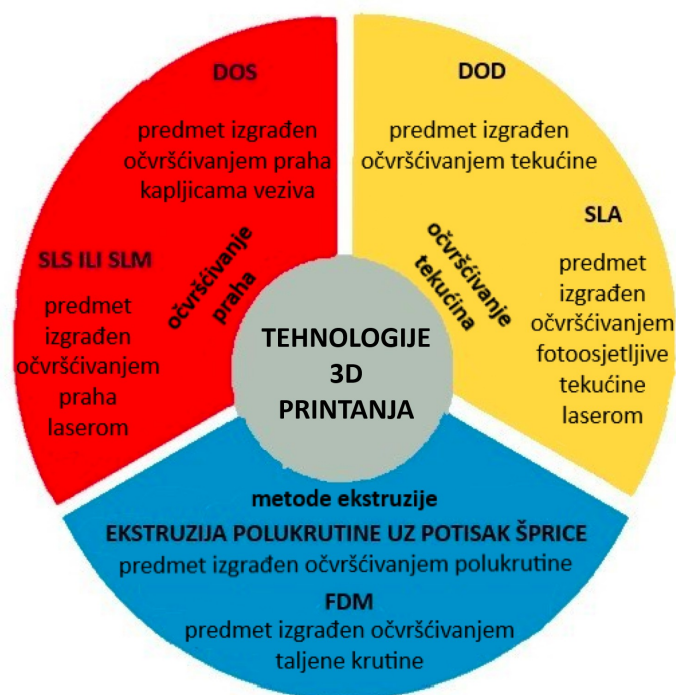 DOS
predmet izgrađen
očvršćivanjem praha
kapljicama veziva
SLS ILI SLM
predmet
izgrađen
očvršćivanjem
praha
laserom
očvršćivanje
praha
DOD
predmet izgrađen
očvršćivanjem tekućine
SLA
predmet
izgrađen
očvršćivanjem
fotoosjetljive
tekućine
laserom
očvršćivanje
tekućina
TEHNOLOGIJE
3D
PRINTANJA
metode ekstruzije
EKSTRUZIJA POLUKRUTINE UZ POTISAK ŠPRICE
predmet izgrađen očvršćivanjem polukrutine
FDM
predmet izgrađen očvršćivanjem
taljene krutine